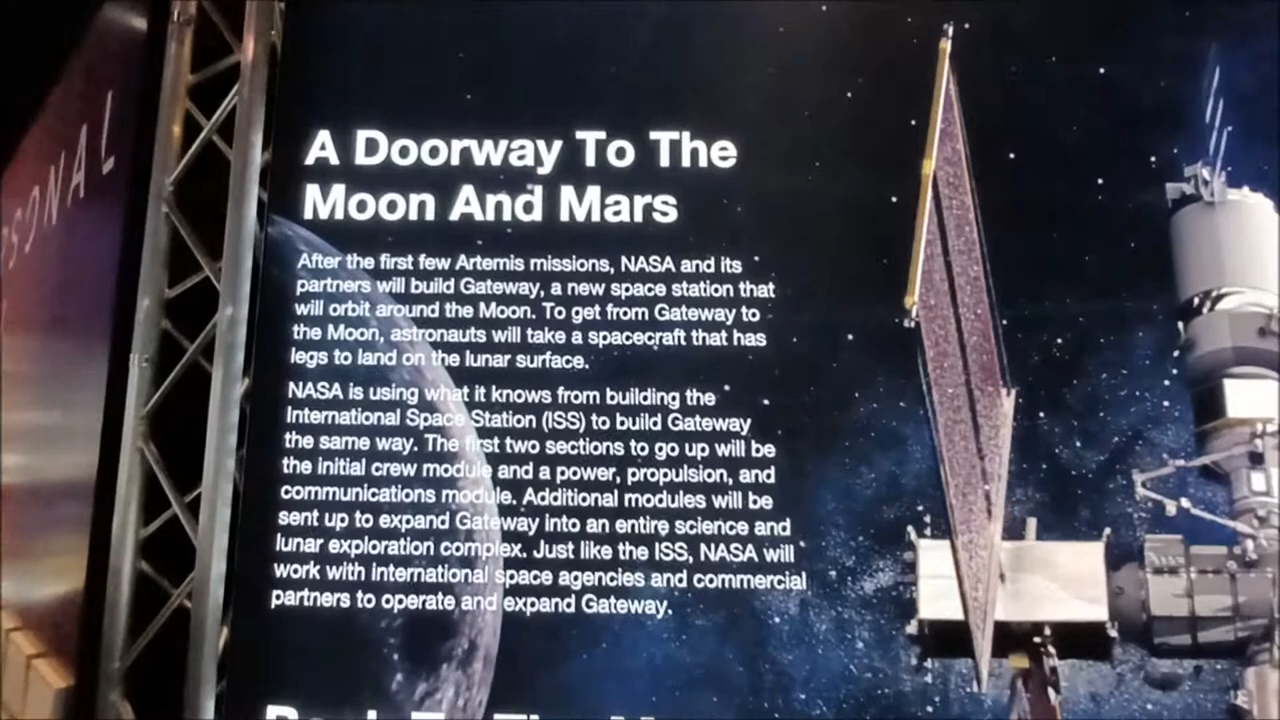 SONAL
A Doorway To The
Moon And Mars
After the first few Artemis missions, NASA and its
partners will build Gateway, a new space station that
will orbit around the Moon. To get from Gateway to
the Moon, astronauts will take a spacecraft that has
legs to land on the lunar surface.
NASA is using what it knows from building the
International Space Station (ISS) to build Gateway
the same way. The first two sections to go up will be
the initial crew module and a power, propulsion, and
communications module. Additional modules will be
sent up to expand Gateway into an entire science and
lunar exploration complex. Just like the ISS, NASA will
work with international space agencies and commercial
partners to operate and expand Gateway.